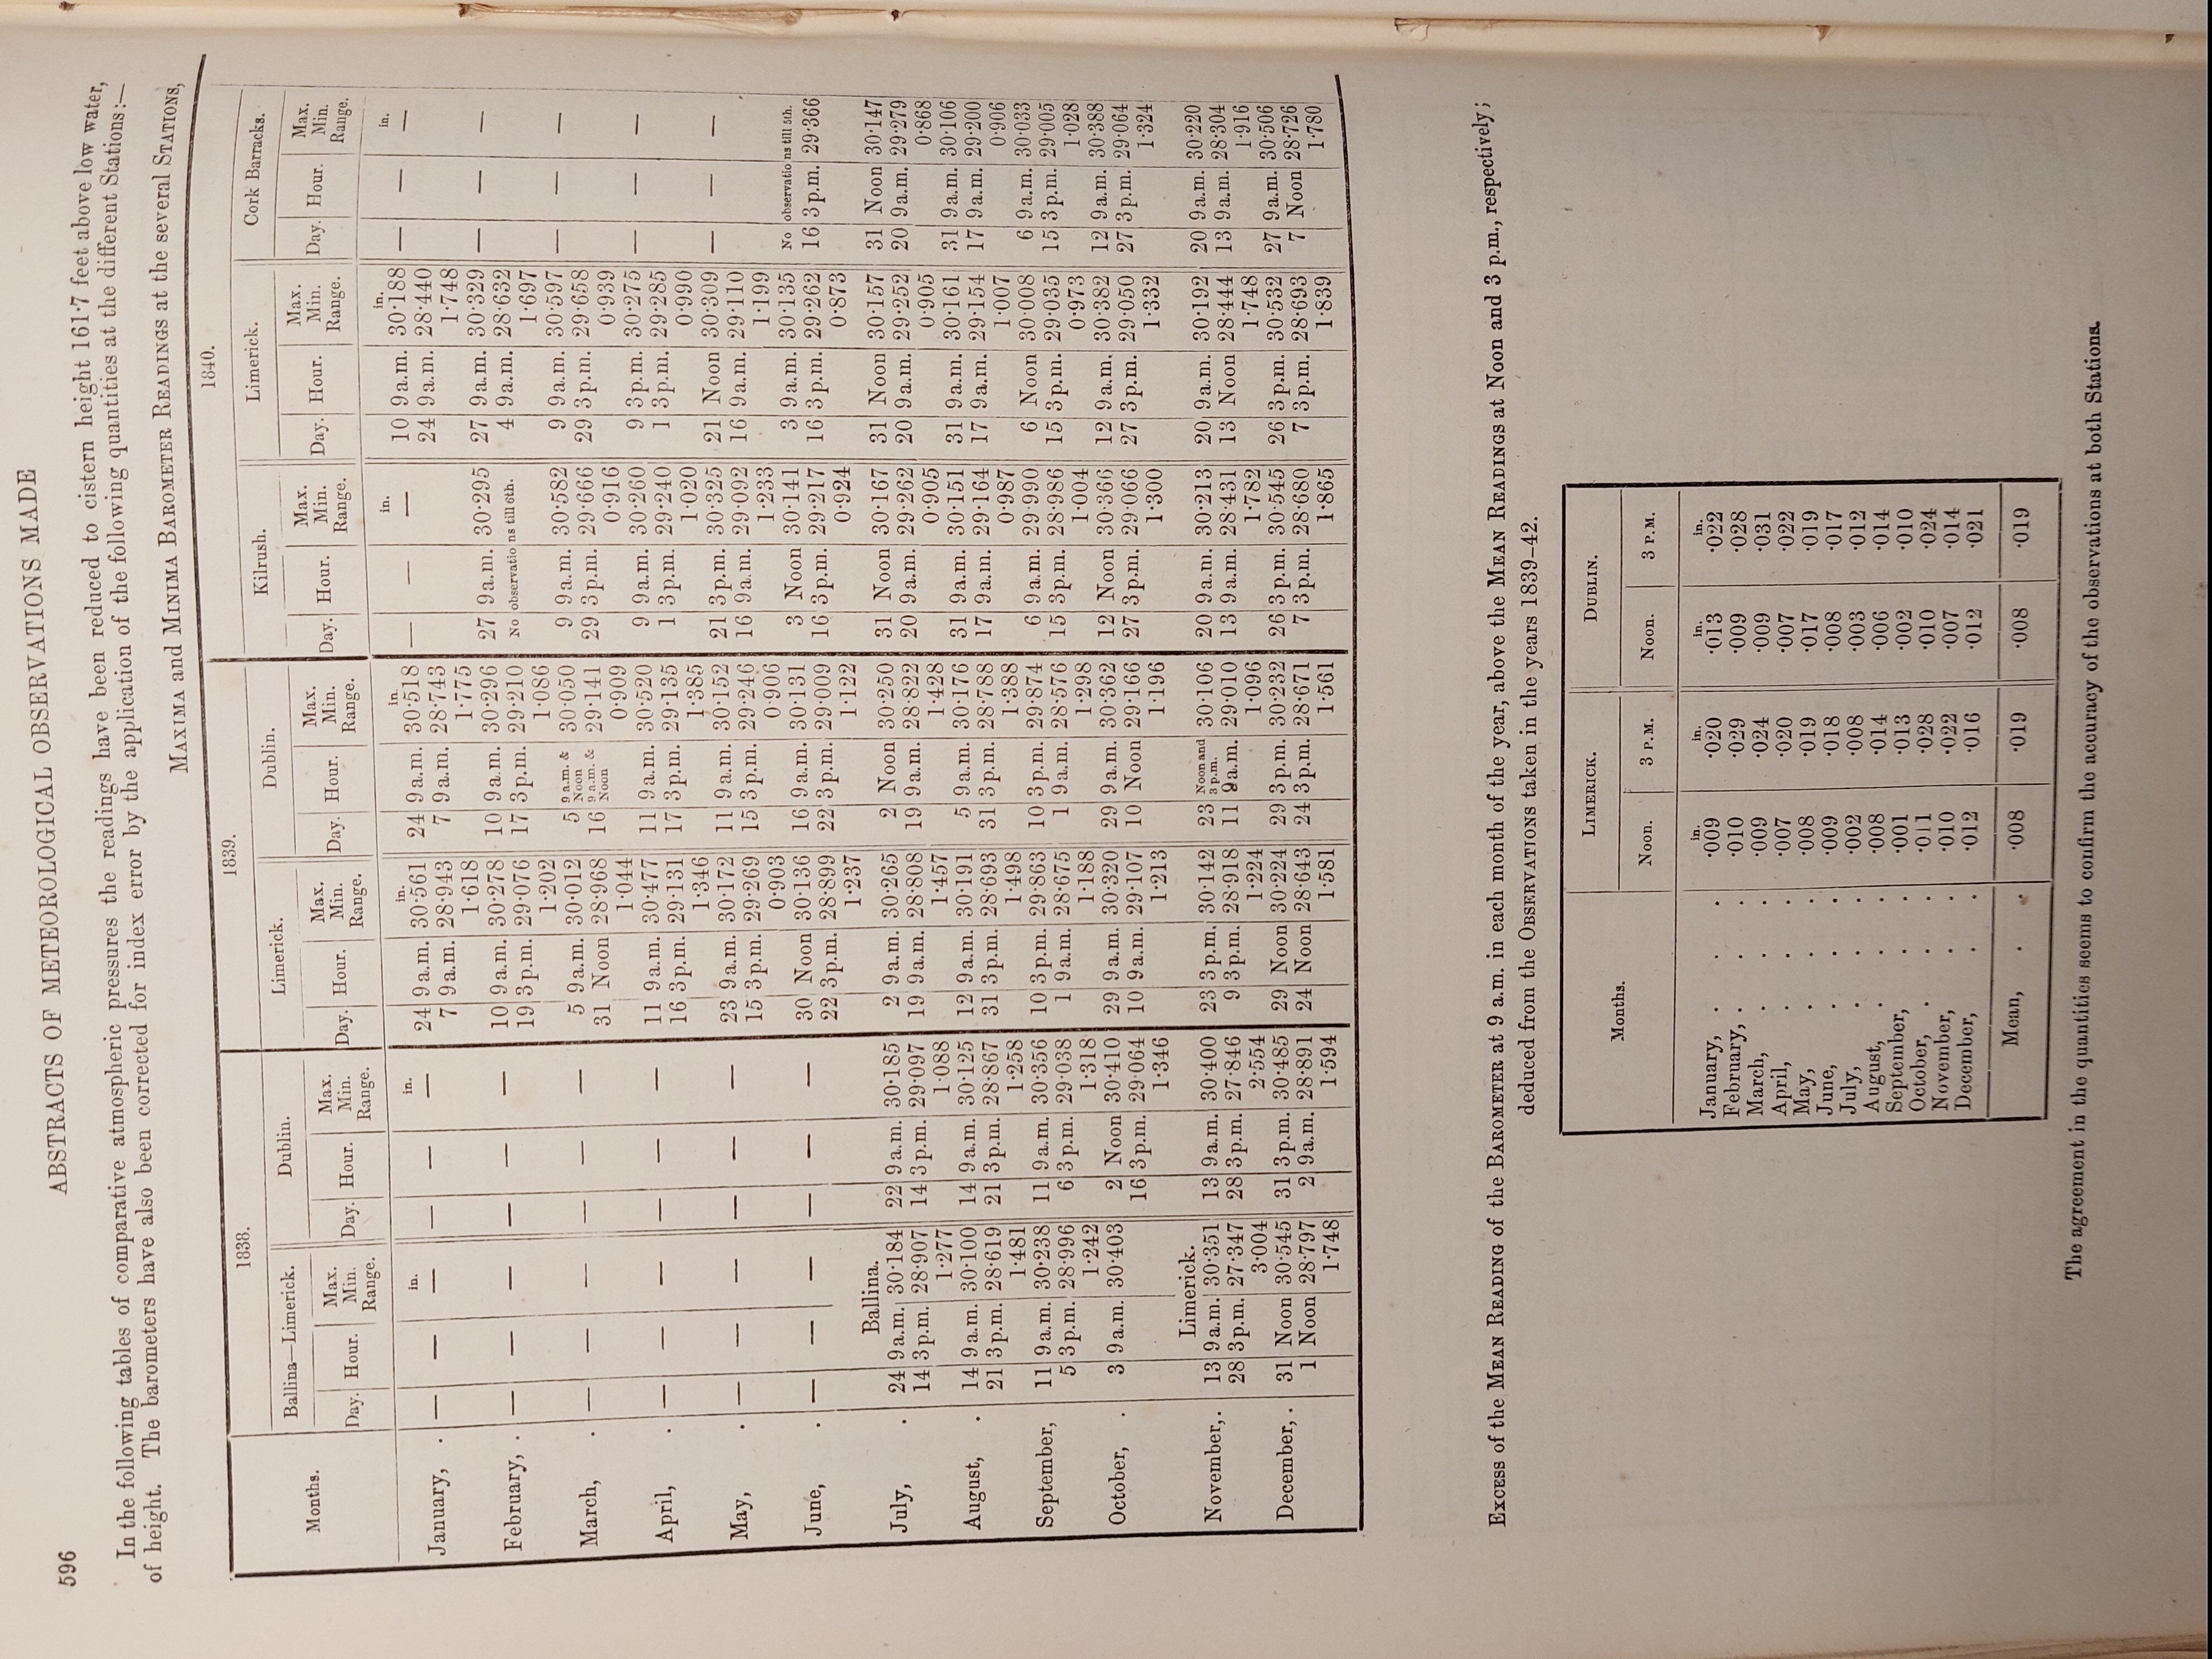 596
ABSTRACTS OF METEOROLOGICAL OBSERVATIONS MADE
In the following tables of comparative atmospheric pressures the readings have been reduced to cistern height 161·7 feet above low water,
of height. The barometers have also been corrected for index error by the application of the following quantities at the different Stations:—
MAXIMA and MINIMA BAROMETER READINGS at the several STATIONS,
1838. 1839. 1840.
Months. Ballina—Limerick. Dublin. Limerick. Dublin. Kilrush. Limerick. Cork Barracks.
Day. Hour. Max. Min. Range. Day. Hour. Max. Min. Range. Day. Hour. Max. Min. Range. Day. Hour. Max. Min. Range. Day. Hour. Max. Min. Range. Day. Hour. Max. Min. Range. Day. Hour. Max. Min. Range.
in. in. in. in. in. in. in.
January, . — — — — — — 24 9 a.m. 30·561 24 9 a.m. 30·518 — — — 10 9 a.m. 30·188 — — —
7 9 a.m. 28·943 7 9 a.m. 28·743 24 9 a.m. 28·440
1·618 1·775 1·748
February, . — — — — — — 10 9 a.m. 30·278 10 9 a.m. 30·296 27 9 a.m. 30·295 27 9 a.m. 30·329 — — —
19 3 p.m. 29·076 17 3 p.m. 29·210 No observations till 6th. 4 9 a.m. 28·632
1·202 1·086 1·697
March, . — — — — — — 5 9 a.m. 30·012 5 9 a.m. & Noon 30·050 9 9 a.m. 30·582 9 9 a.m. 30·597 — — —
31 Noon 28·968 16 9 a.m. & Noon 29·141 29 3 p.m. 29·666 29 3 p.m. 29·658
1·044 0·909 0·916 0·939
April, . — — — — — — 11 9 a.m. 30·477 11 9 a.m. 30·520 9 9 a.m. 30·260 9 3 p.m. 30·275 — — —
16 3 p.m. 29·131 17 3 p.m. 29·135 1 3 p.m. 29·240 1 3 p.m. 29·285
1·346 1·385 1·020 0·990
May, . — — — — — — 23 9 a.m. 30·172 11 9 a.m. 30·152 21 3 p.m. 30·325 21 Noon 30·309 — — —
15 3 p.m. 29·269 15 3 p.m. 29·246 16 9 a.m. 29·092 16 9 a.m. 29·110
0·903 0·906 1·233 1·199
June, . — — — — — — 30 Noon 30·136 16 9 a.m. 30·131 3 Noon 30·141 3 9 a.m. 30·135 No observations till 5th.
22 3 p.m. 28·899 22 3 p.m. 29·009 16 3 p.m. 29·217 16 3 p.m. 29·262 16 3 p.m. 29·366
1·237 1·122 0·924 0·873
Ballina.
July, . 24 9 a.m. 30·184 22 9 a.m. 30·185 2 9 a.m. 30·265 2 Noon 30·250 31 Noon 30·167 31 Noon 30·157 31 Noon 30·147
14 3 p.m. 28·907 14 3 p.m. 29·097 19 9 a.m. 28·808 19 9 a.m. 28·822 20 9 a.m. 29·262 20 9 a.m. 29·252 20 9 a.m. 29·279
1·277 1·088 1·457 1·428 0·905 0·905 0·868
August, . 14 9 a.m. 30·100 14 9 a.m. 30·125 12 9 a.m. 30·191 5 9 a.m. 30·176 31 9 a.m. 30·151 31 9 a.m. 30·161 31 9 a.m. 30·106
21 3 p.m. 28·619 21 3 p.m. 28·867 31 3 p.m. 28·693 31 3 p.m. 28·788 17 9 a.m. 29·164 17 9 a.m. 29·154 17 9 a.m. 29·200
1·481 1·258 1·498 1·388 0·987 1·007 0·906
September, 11 9 a.m. 30·238 11 9 a.m. 30·356 10 3 p.m. 29·863 10 3 p.m. 29·874 6 9 a.m. 29·990 6 Noon 30·008 6 9 a.m. 30·033
5 3 p.m. 28·996 6 3 p.m. 29·038 1 9 a.m. 28·675 1 9 a.m. 28·576 15 3 p.m. 28·986 15 3 p.m. 29·035 15 3 p.m. 29·005
1·242 1·318 1·188 1·298 1·004 0·973 1·028
October, . 3 9 a.m. 30·403 2 Noon 30·410 29 9 a.m. 30·320 29 9 a.m. 30·362 12 Noon 30·366 12 9 a.m. 30·382 12 9 a.m. 30·388
16 3 p.m. 29·064 10 9 a.m. 29·107 10 Noon 29·166 27 3 p.m. 29·066 27 3 p.m. 29·050 27 3 p.m. 29·064
1·346 1·213 1·196 1·300 1·332 1·324
Limerick.
November, . 13 9 a.m. 30·351 13 9 a.m. 30·400 23 3 p.m. 30·142 23 Noon and 3 p.m. 30·106 20 9 a.m. 30·213 20 9 a.m. 30·192 20 9 a.m. 30·220
28 3 p.m. 27·347 28 3 p.m. 27·846 9 3 p.m. 28·918 11 9 a.m. 29·010 13 9 a.m. 28·431 13 Noon 28·444 13 9 a.m. 28·304
3·004 2·554 1·224 1·096 1·782 1·748 1·916
December, . 31 Noon 30·545 31 3 p.m. 30·485 29 Noon 30·224 29 3 p.m. 30·232 26 3 p.m. 30·545 26 3 p.m. 30·532 27 9 a.m. 30·506
1 Noon 28·797 2 9 a.m. 28·891 24 Noon 28·643 24 3 p.m. 28·671 7 3 p.m. 28·680 7 3 p.m. 28·693 7 Noon 28·726
1·748 1·594 1·581 1·561 1·865 1·839 1·780
EXCESS of the MEAN READING of the BAROMETER at 9 a.m. in each month of the year, above the MEAN READINGS at Noon and 3 p.m., respectively;
deduced from the OBSERVATIONS taken in the years 1839–42.
Months. LIMERICK. DUBLIN.
NOON. 3 P.M. NOON. 3 P.M.
in. in. in. in.
January, . . . ·009 ·020 ·013 ·022
February, . . . ·010 ·029 ·009 ·028
March, . . . ·009 ·024 ·009 ·031
April, . . . ·007 ·020 ·007 ·022
May, . . . ·008 ·019 ·017 ·019
June, . . . ·009 ·018 ·008 ·017
July, . . . ·002 ·008 ·003 ·012
August, . . . ·008 ·014 ·006 ·014
September, . . ·001 ·013 ·002 ·010
October, . . . ·011 ·028 ·010 ·024
November, . . ·010 ·022 ·007 ·014
December, . . ·012 ·016 ·012 ·021
Mean, . . ·008 ·019 ·008 ·019
The agreement in the quantities seems to confirm the accuracy of the observations at both Stations.